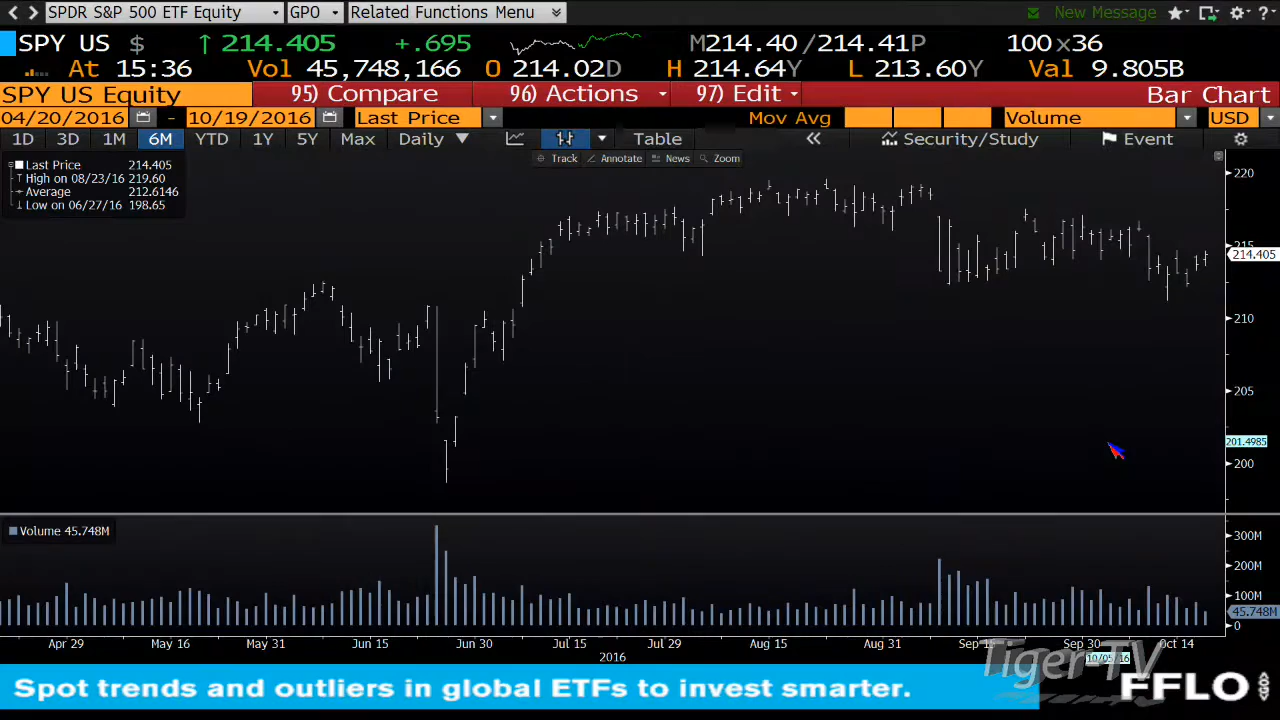 SPDR S&P 500 ETF Equity GPO Related Functions Menu New Message
SPY US $ ↑ 214.405 +.695 M214.40 /214.41P 100 x36
At 15:36 Vol 45,748,166 O 214.02D H 214.64Y L 213.60Y Val 9.805B
SPY US Equity 95) Compare 96) Actions 97) Edit Bar Chart
04/20/2016 - 10/19/2016 Last Price Mov Avg Volume USD
1D 3D 1M 6M YTD 1Y 5Y Max Daily Table « Security/Study Event
Track Annotate News Zoom
Last Price 214.405
High on 08/23/16 219.60
Average 212.6146
Low on 06/27/16 198.65
220
215
214.405
210
205
201.4985
200
Volume 45.748M
300M
200M
100M
45.748M
0
Apr 29 May 16 May 31 Jun 15 Jun 30 Jul 15 Jul 29 Aug 15 Aug 31 Sep 15 Sep 30 Oct 14
2016 10/05/16
Tiger-TV
Spot trends and outliers in global ETFs to invest smarter. FFLO